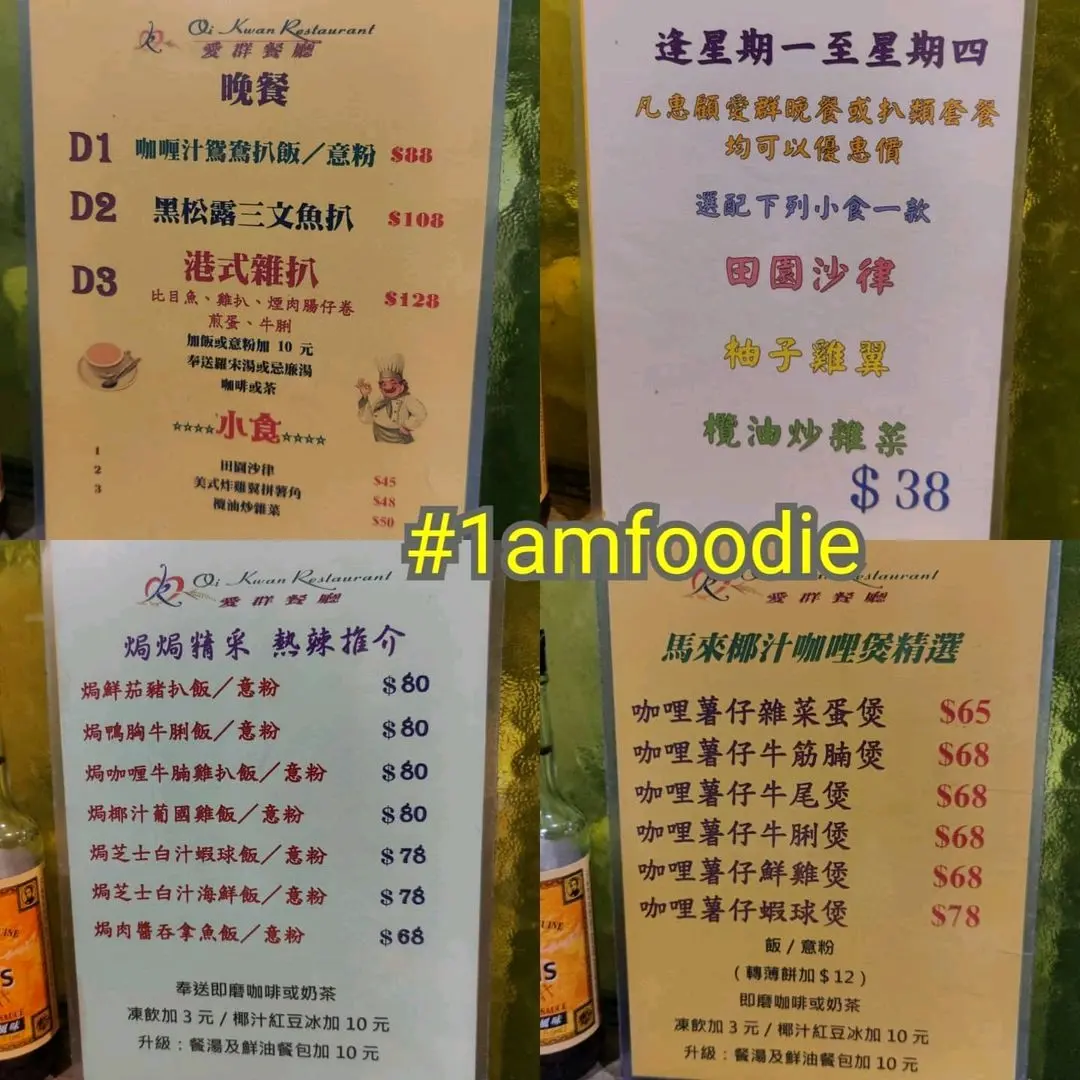 Oi Kwan Restaurant
愛群餐廳
晚餐
D1 咖喱汁鴛鴦扒飯／意粉 $88
D2 黑松露三文魚扒 $108
D3 港式雜扒 $128
比目魚、雞扒、煙肉腸仔卷
煎蛋、牛脷
加飯或意粉加 10 元
奉送羅宋湯或忌廉湯
咖啡或茶
****小食****
1 田園沙律 $45
2 美式炸雞翼拼薯角 $48
3 欖油炒雜菜 $50
逢星期一至星期四
凡惠顧愛群晚餐或扒類套餐
均可以優惠價
選配下列小食一款
田園沙律
柚子雞翼
欖油炒雜菜
$38
#1amfoodie
Oi Kwan Restaurant
愛群餐廳
焗焗精采 熱辣推介
焗鮮茄豬扒飯／意粉 $80
焗鴨胸牛脷飯／意粉 $80
焗咖喱牛腩雞扒飯／意粉 $80
焗椰汁葡國雞飯／意粉 $80
焗芝士白汁蝦球飯／意粉 $78
焗芝士白汁海鮮飯／意粉 $78
焗肉醬吞拿魚飯／意粉 $68
奉送即磨咖啡或奶茶
凍飲加 3 元 / 椰汁紅豆冰加 10 元
升級：餐湯及鮮油餐包加 10 元
Restaurant
愛群餐廳
馬來椰汁咖哩煲精選
咖哩薯仔雜菜蛋煲 $65
咖哩薯仔牛筋腩煲 $68
咖哩薯仔牛尾煲 $68
咖哩薯仔牛脷煲 $68
咖哩薯仔鮮雞煲 $68
咖哩薯仔蝦球煲 $78
飯 / 意粉
（轉薄餅加 $12）
即磨咖啡或奶茶
凍飲加 3 元 / 椰汁紅豆冰加 10 元
升級：餐湯及鮮油餐包加 10 元